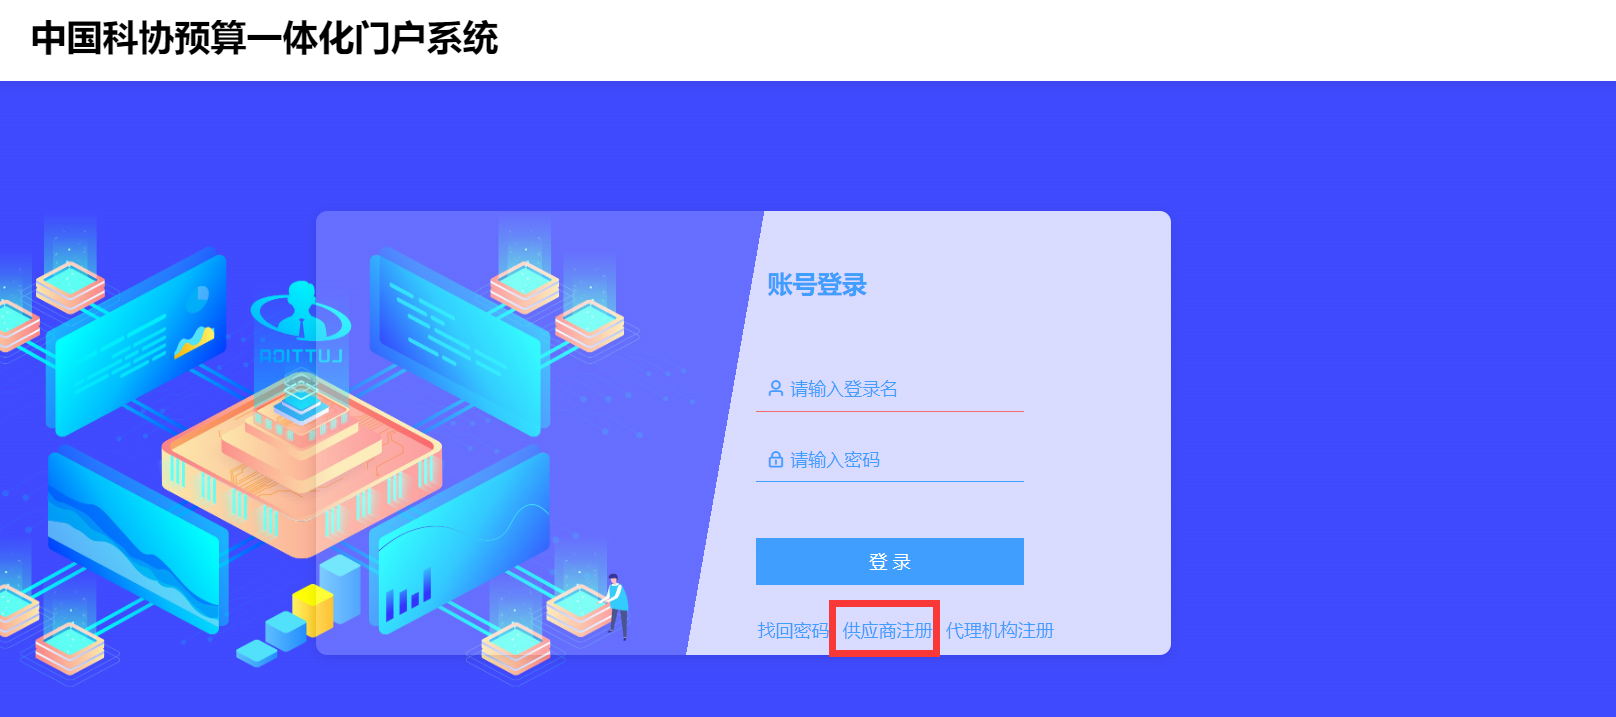 中国科协预算一体化门户系统
LUTTICA
账号登录
请输入登录名
请输入密码
登 录
找回密码 供应商注册 代理机构注册